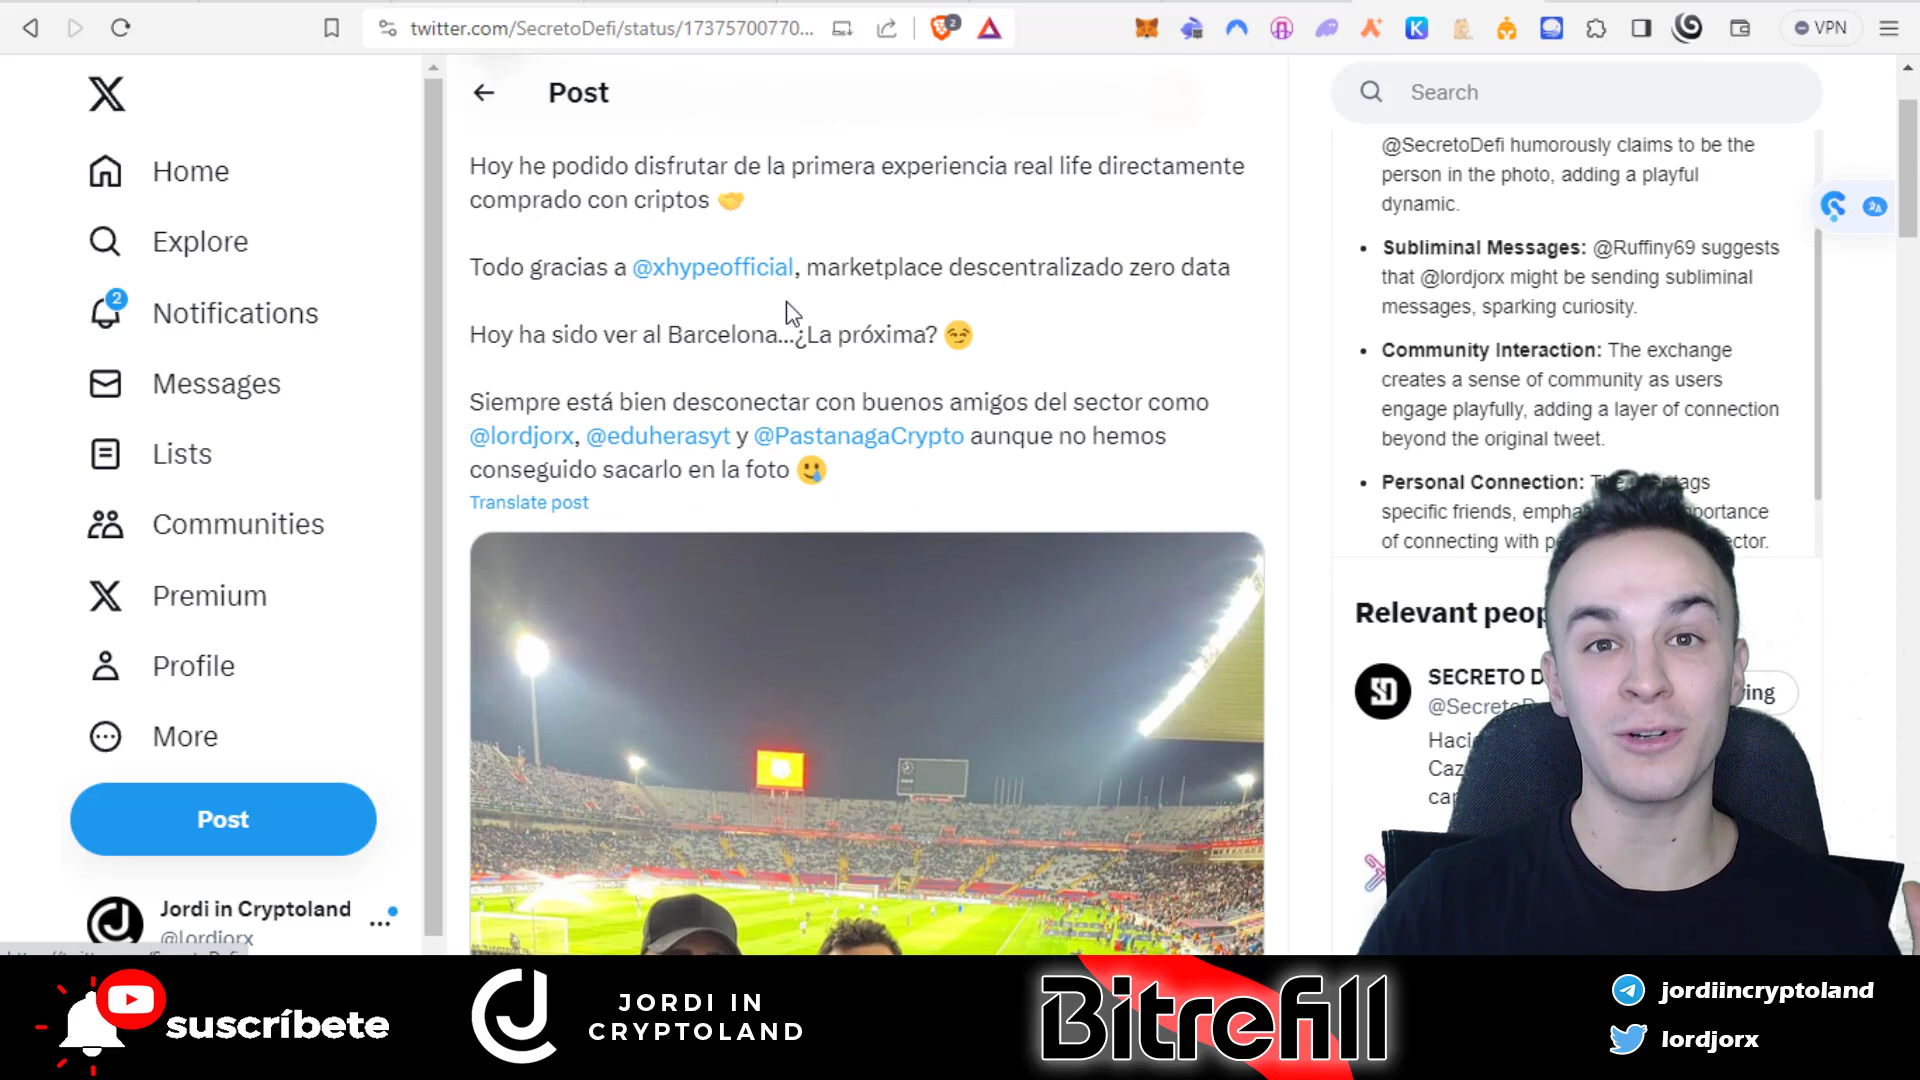 twitter.com/SecretoDefi/status/17375700770...
2
VPN
Post
Search
Home
Explore
2
Notifications
Messages
Lists
Communities
Premium
Profile
More
Post
Jordi in Cryptoland
@lordjorx
Hoy he podido disfrutar de la primera experiencia real life directamente
comprado con criptos 🤝
Todo gracias a @xhypeofficial, marketplace descentralizado zero data
Hoy ha sido ver al Barcelona...¿La próxima? 😏
Siempre está bien desconectar con buenos amigos del sector como
@lordjorx, @eduherasyt y @PastanagaCrypto aunque no hemos
conseguido sacarlo en la foto 🥲
Translate post
@SecretoDefi humorously claims to be the
person in the photo, adding a playful
dynamic.
• Subliminal Messages: @Ruffiny69 suggests
that @lordjorx might be sending subliminal
messages, sparking curiosity.
• Community Interaction: The exchange
creates a sense of community as users
engage playfully, adding a layer of connection
beyond the original tweet.
• Personal Connection: tags
specific friends, importance
of connecting with
Relevant
SECRETO
suscríbete
JORDI IN
CRYPTOLAND
Bitrefill
jordiincryptoland
lordjorx